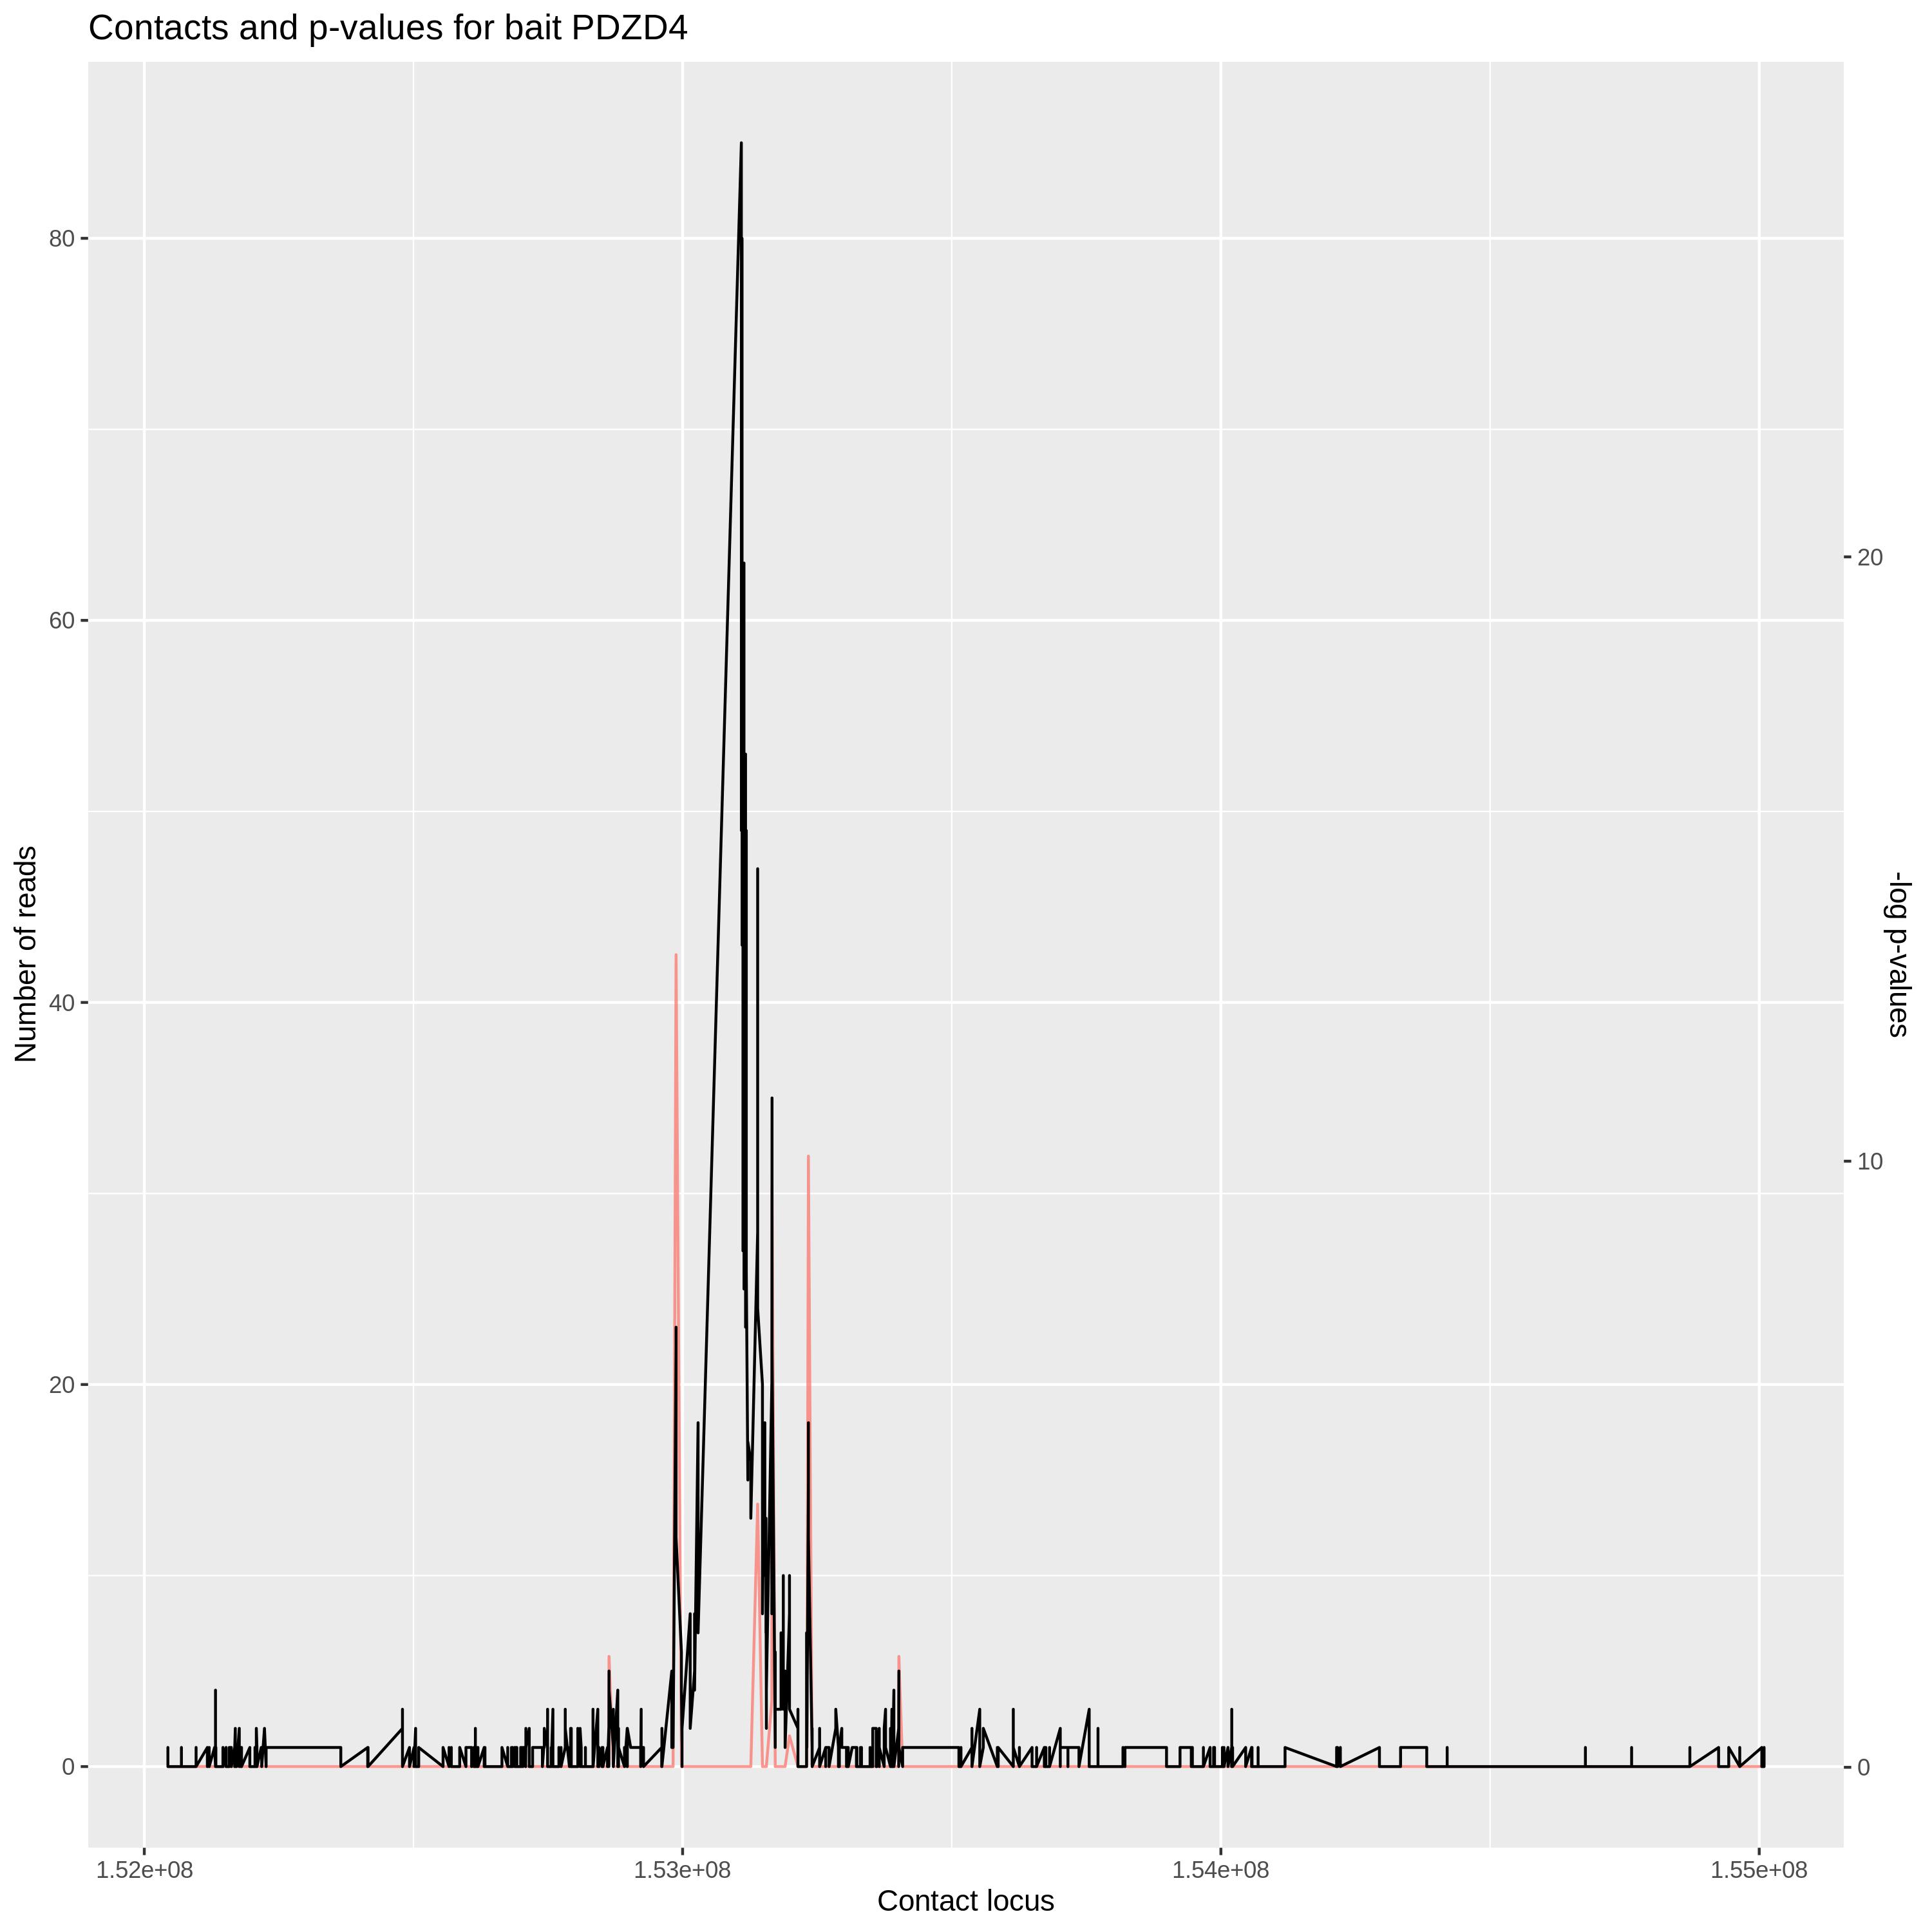 Contacts and p-values for bait PDZD4
Number of reads
80
60
40
20
0
-log p-values
20
10
0
1.52e+08
1.53e+08
1.54e+08
1.55e+08
Contact locus